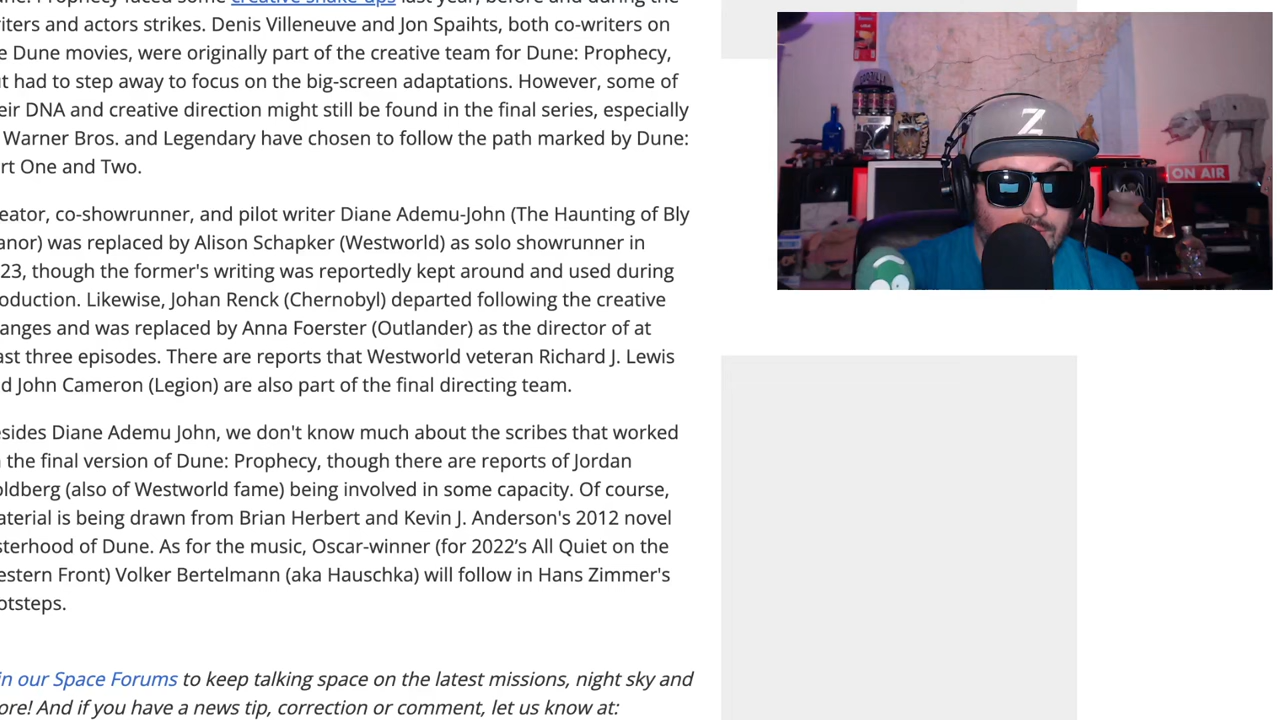 Prophecy faced some creative shake-ups last year, before and during the
iters and actors strikes. Denis Villeneuve and Jon Spaihts, both co-writers on
e Dune movies, were originally part of the creative team for Dune: Prophecy,
t had to step away to focus on the big-screen adaptations. However, some of
eir DNA and creative direction might still be found in the final series, especially
Warner Bros. and Legendary have chosen to follow the path marked by Dune:
rt One and Two.
eator, co-showrunner, and pilot writer Diane Ademu-John (The Haunting of Bly
anor) was replaced by Alison Schapker (Westworld) as solo showrunner in
23, though the former's writing was reportedly kept around and used during
oduction. Likewise, Johan Renck (Chernobyl) departed following the creative
anges and was replaced by Anna Foerster (Outlander) as the director of at
ast three episodes. There are reports that Westworld veteran Richard J. Lewis
d John Cameron (Legion) are also part of the final directing team.
esides Diane Ademu John, we don't know much about the scribes that worked
the final version of Dune: Prophecy, though there are reports of Jordan
oldberg (also of Westworld fame) being involved in some capacity. Of course,
aterial is being drawn from Brian Herbert and Kevin J. Anderson's 2012 novel
sterhood of Dune. As for the music, Oscar-winner (for 2022’s All Quiet on the
estern Front) Volker Bertelmann (aka Hauschka) will follow in Hans Zimmer's
otsteps.
in our Space Forums to keep talking space on the latest missions, night sky and
ore! And if you have a news tip, correction or comment, let us know at:
Z
ON AIR